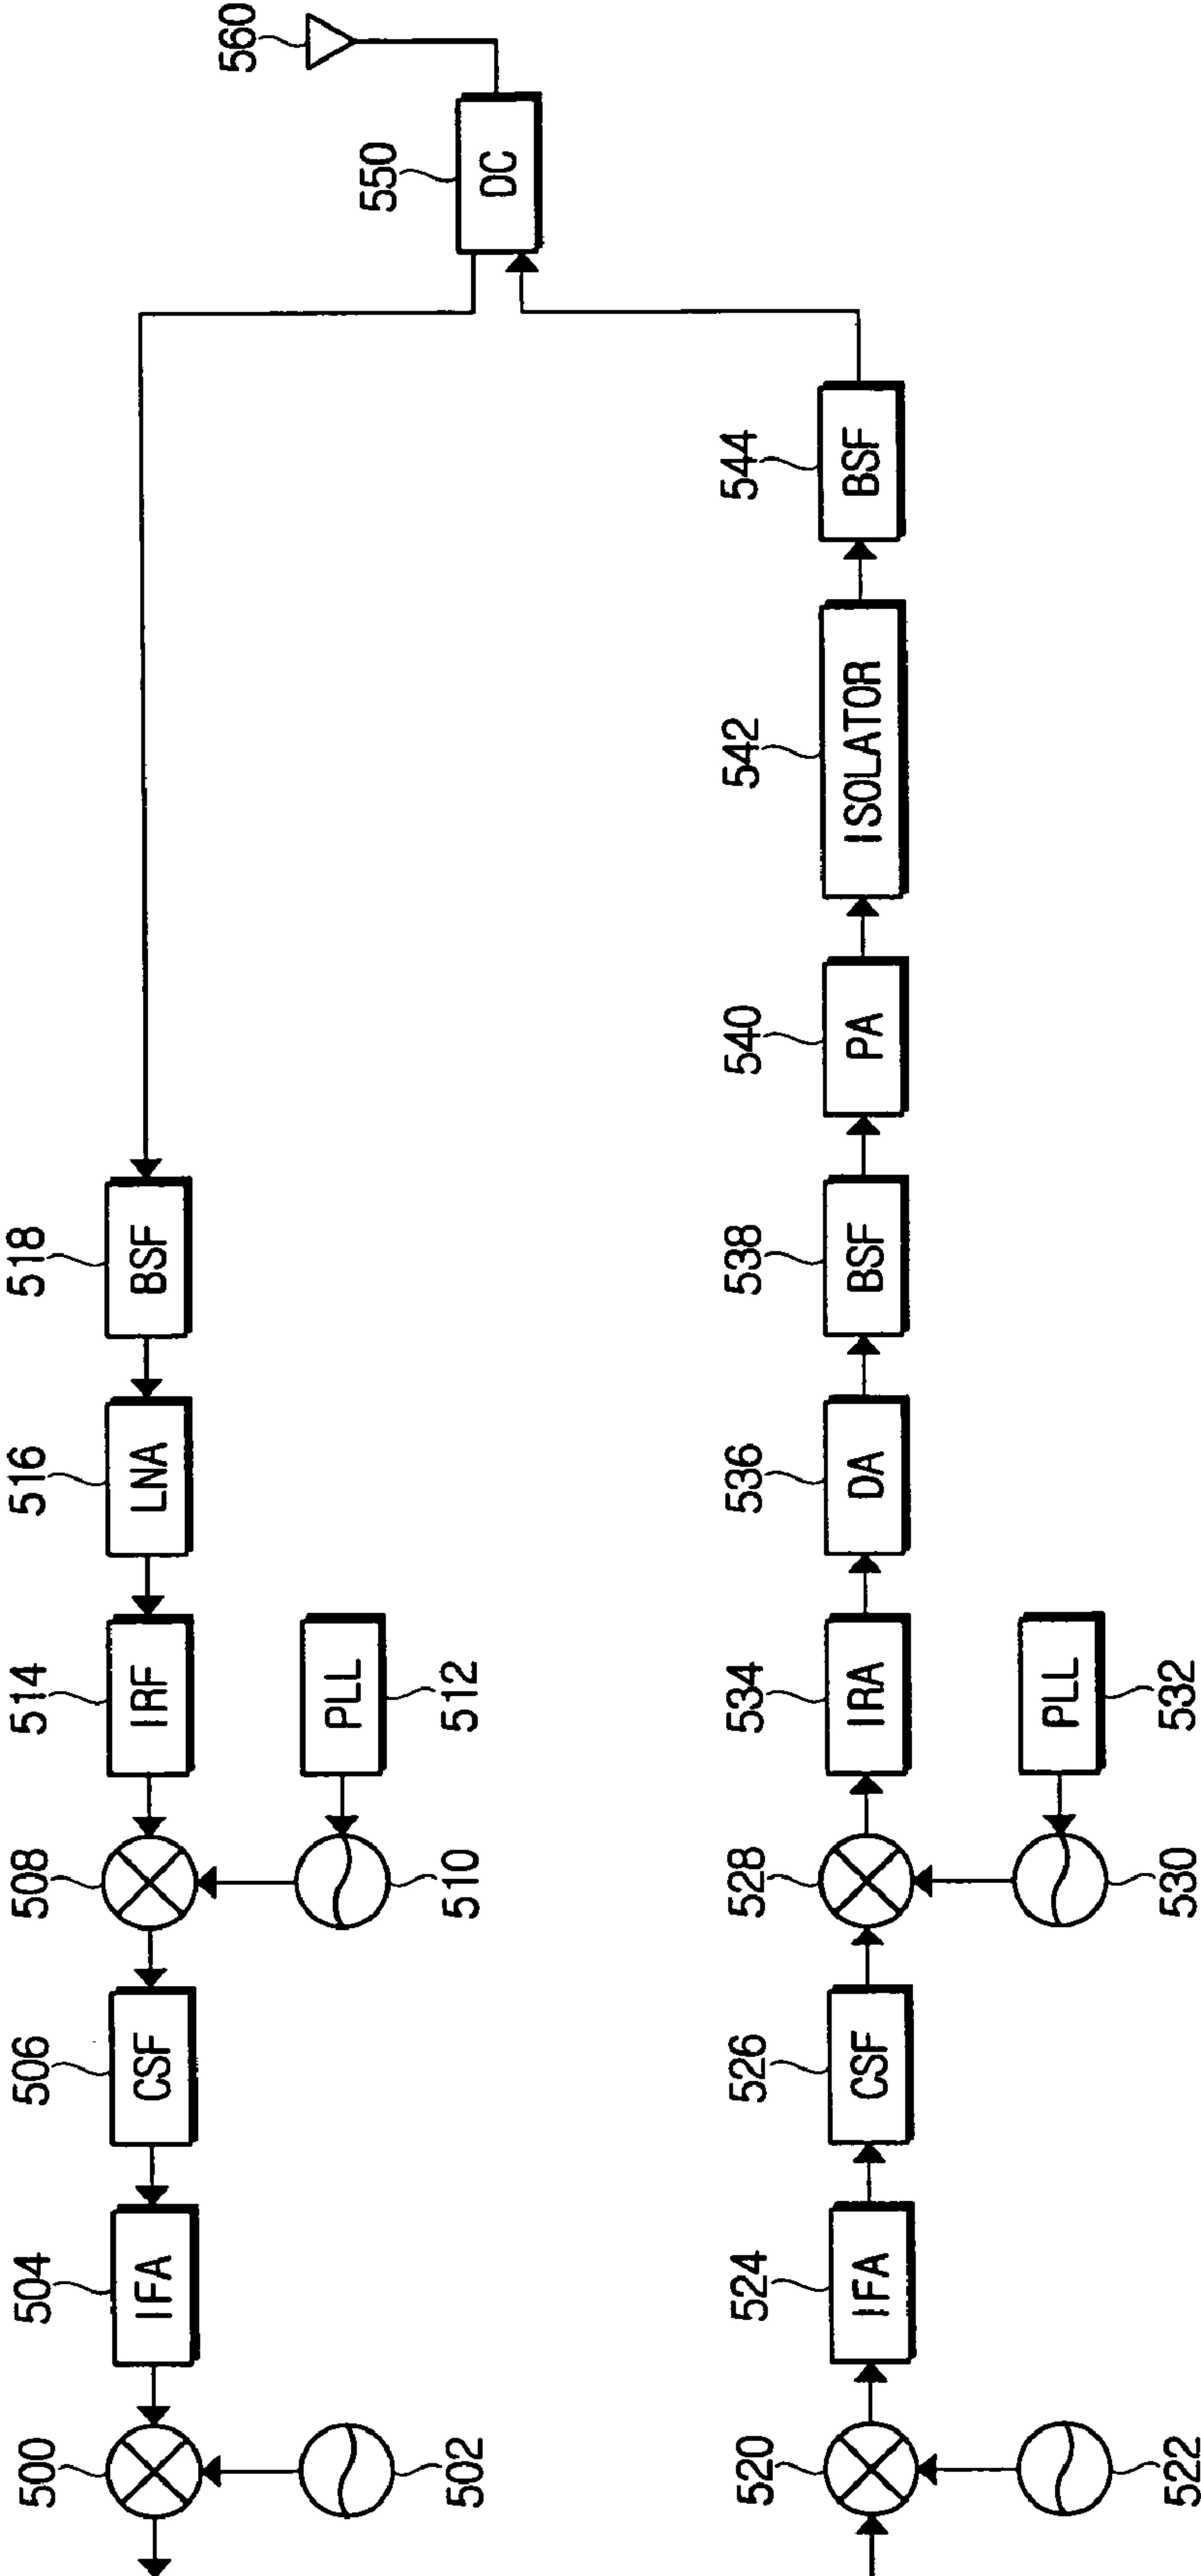 560
550
DC
518
516
514
508
506
504
500
BSF
LNA
IRF
CSF
IFA
PLL
512
510
502
544
542
540
538
536
534
528
526
524
520
BSF
ISOLATOR
PA
BSF
DA
IRA
CSF
IFA
PLL
532
530
522